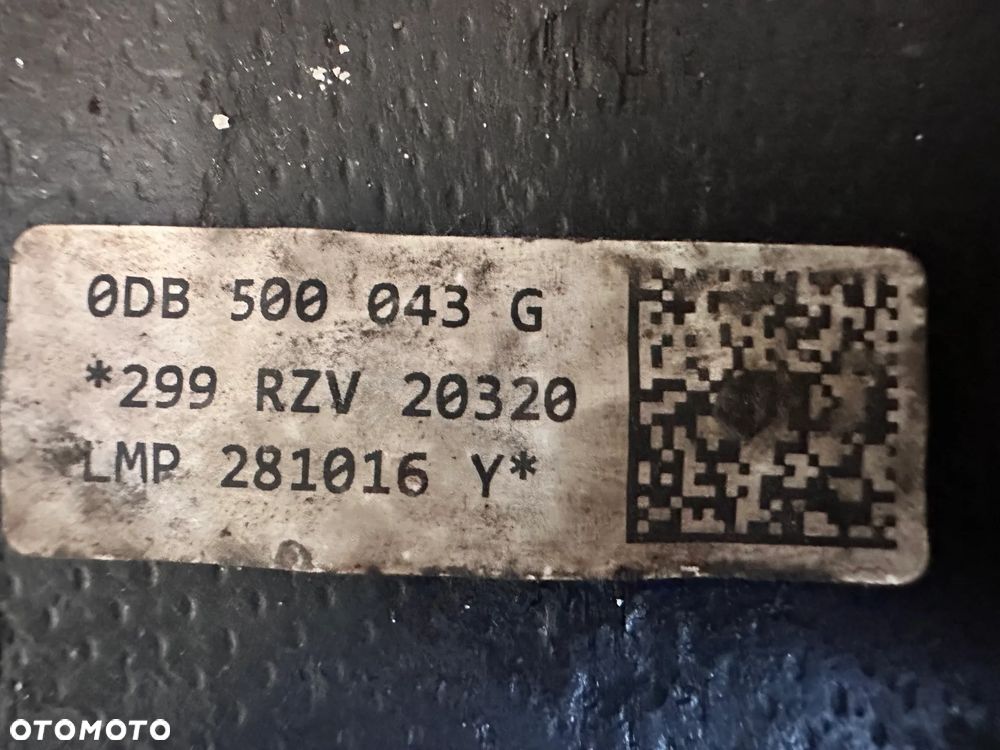 0DB 500 043 G
*299 RZV 20320
LMP 281016 Y*
OTOMOTO